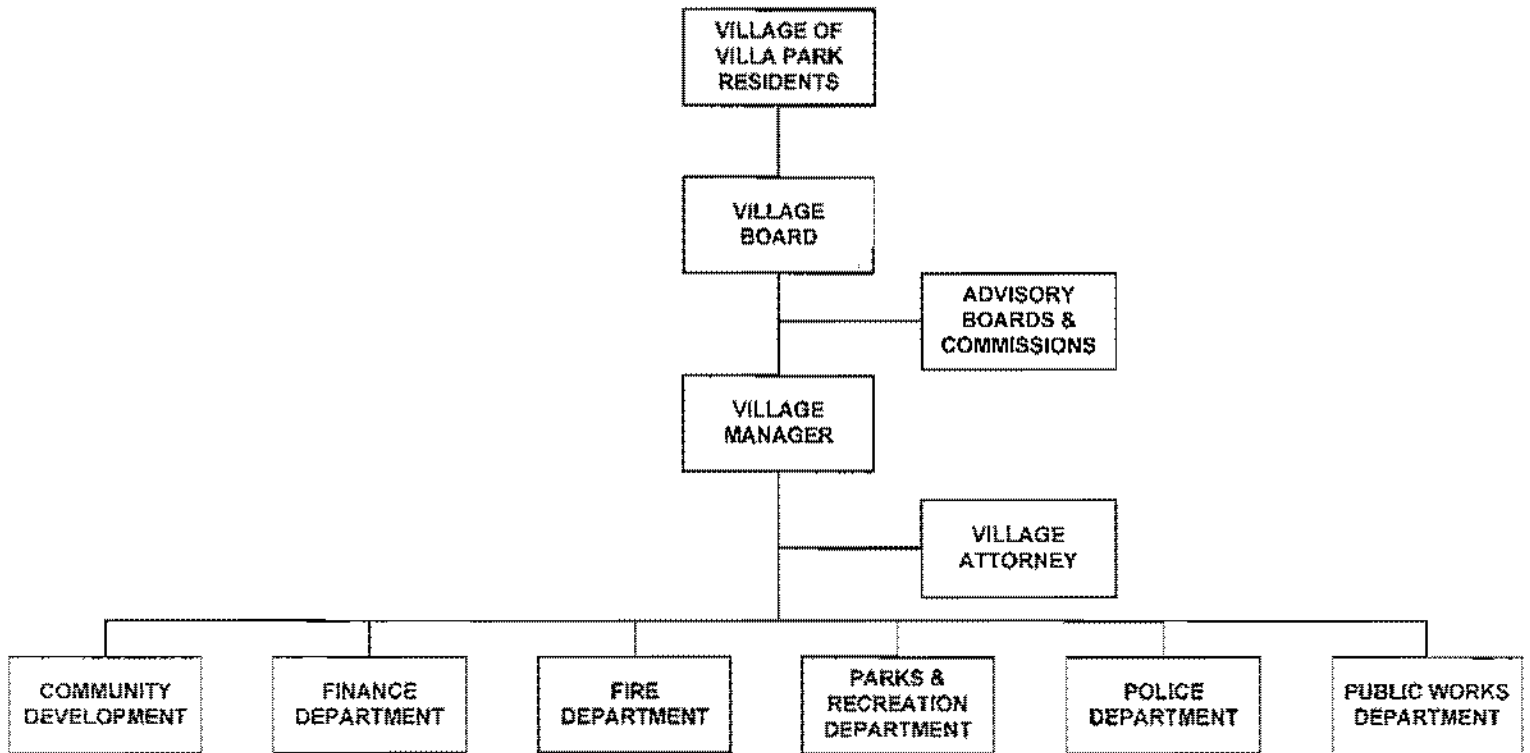 VILLAGE OF
VILLA PARK
RESIDENTS
VILLAGE
BOARD
ADVISORY
BOARDS &
COMMISSIONS
VILLAGE
MANAGER
VILLAGE
ATTORNEY
COMMUNITY
DEVELOPMENT
FINANCE
DEPARTMENT
FIRE
DEPARTMENT
PARKS &
RECREATION
DEPARTMENT
POLICE
DEPARTMENT
PUBLIC WORKS
DEPARTMENT